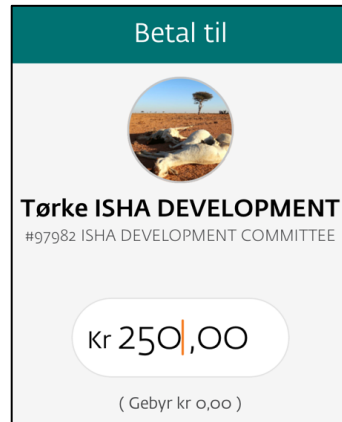 Betal til
Tørke ISHA DEVELOPMENT
#97982 ISHA DEVELOPMENT COMMITTEE
Kr 250,00
( Gebyr kr 0,00 )